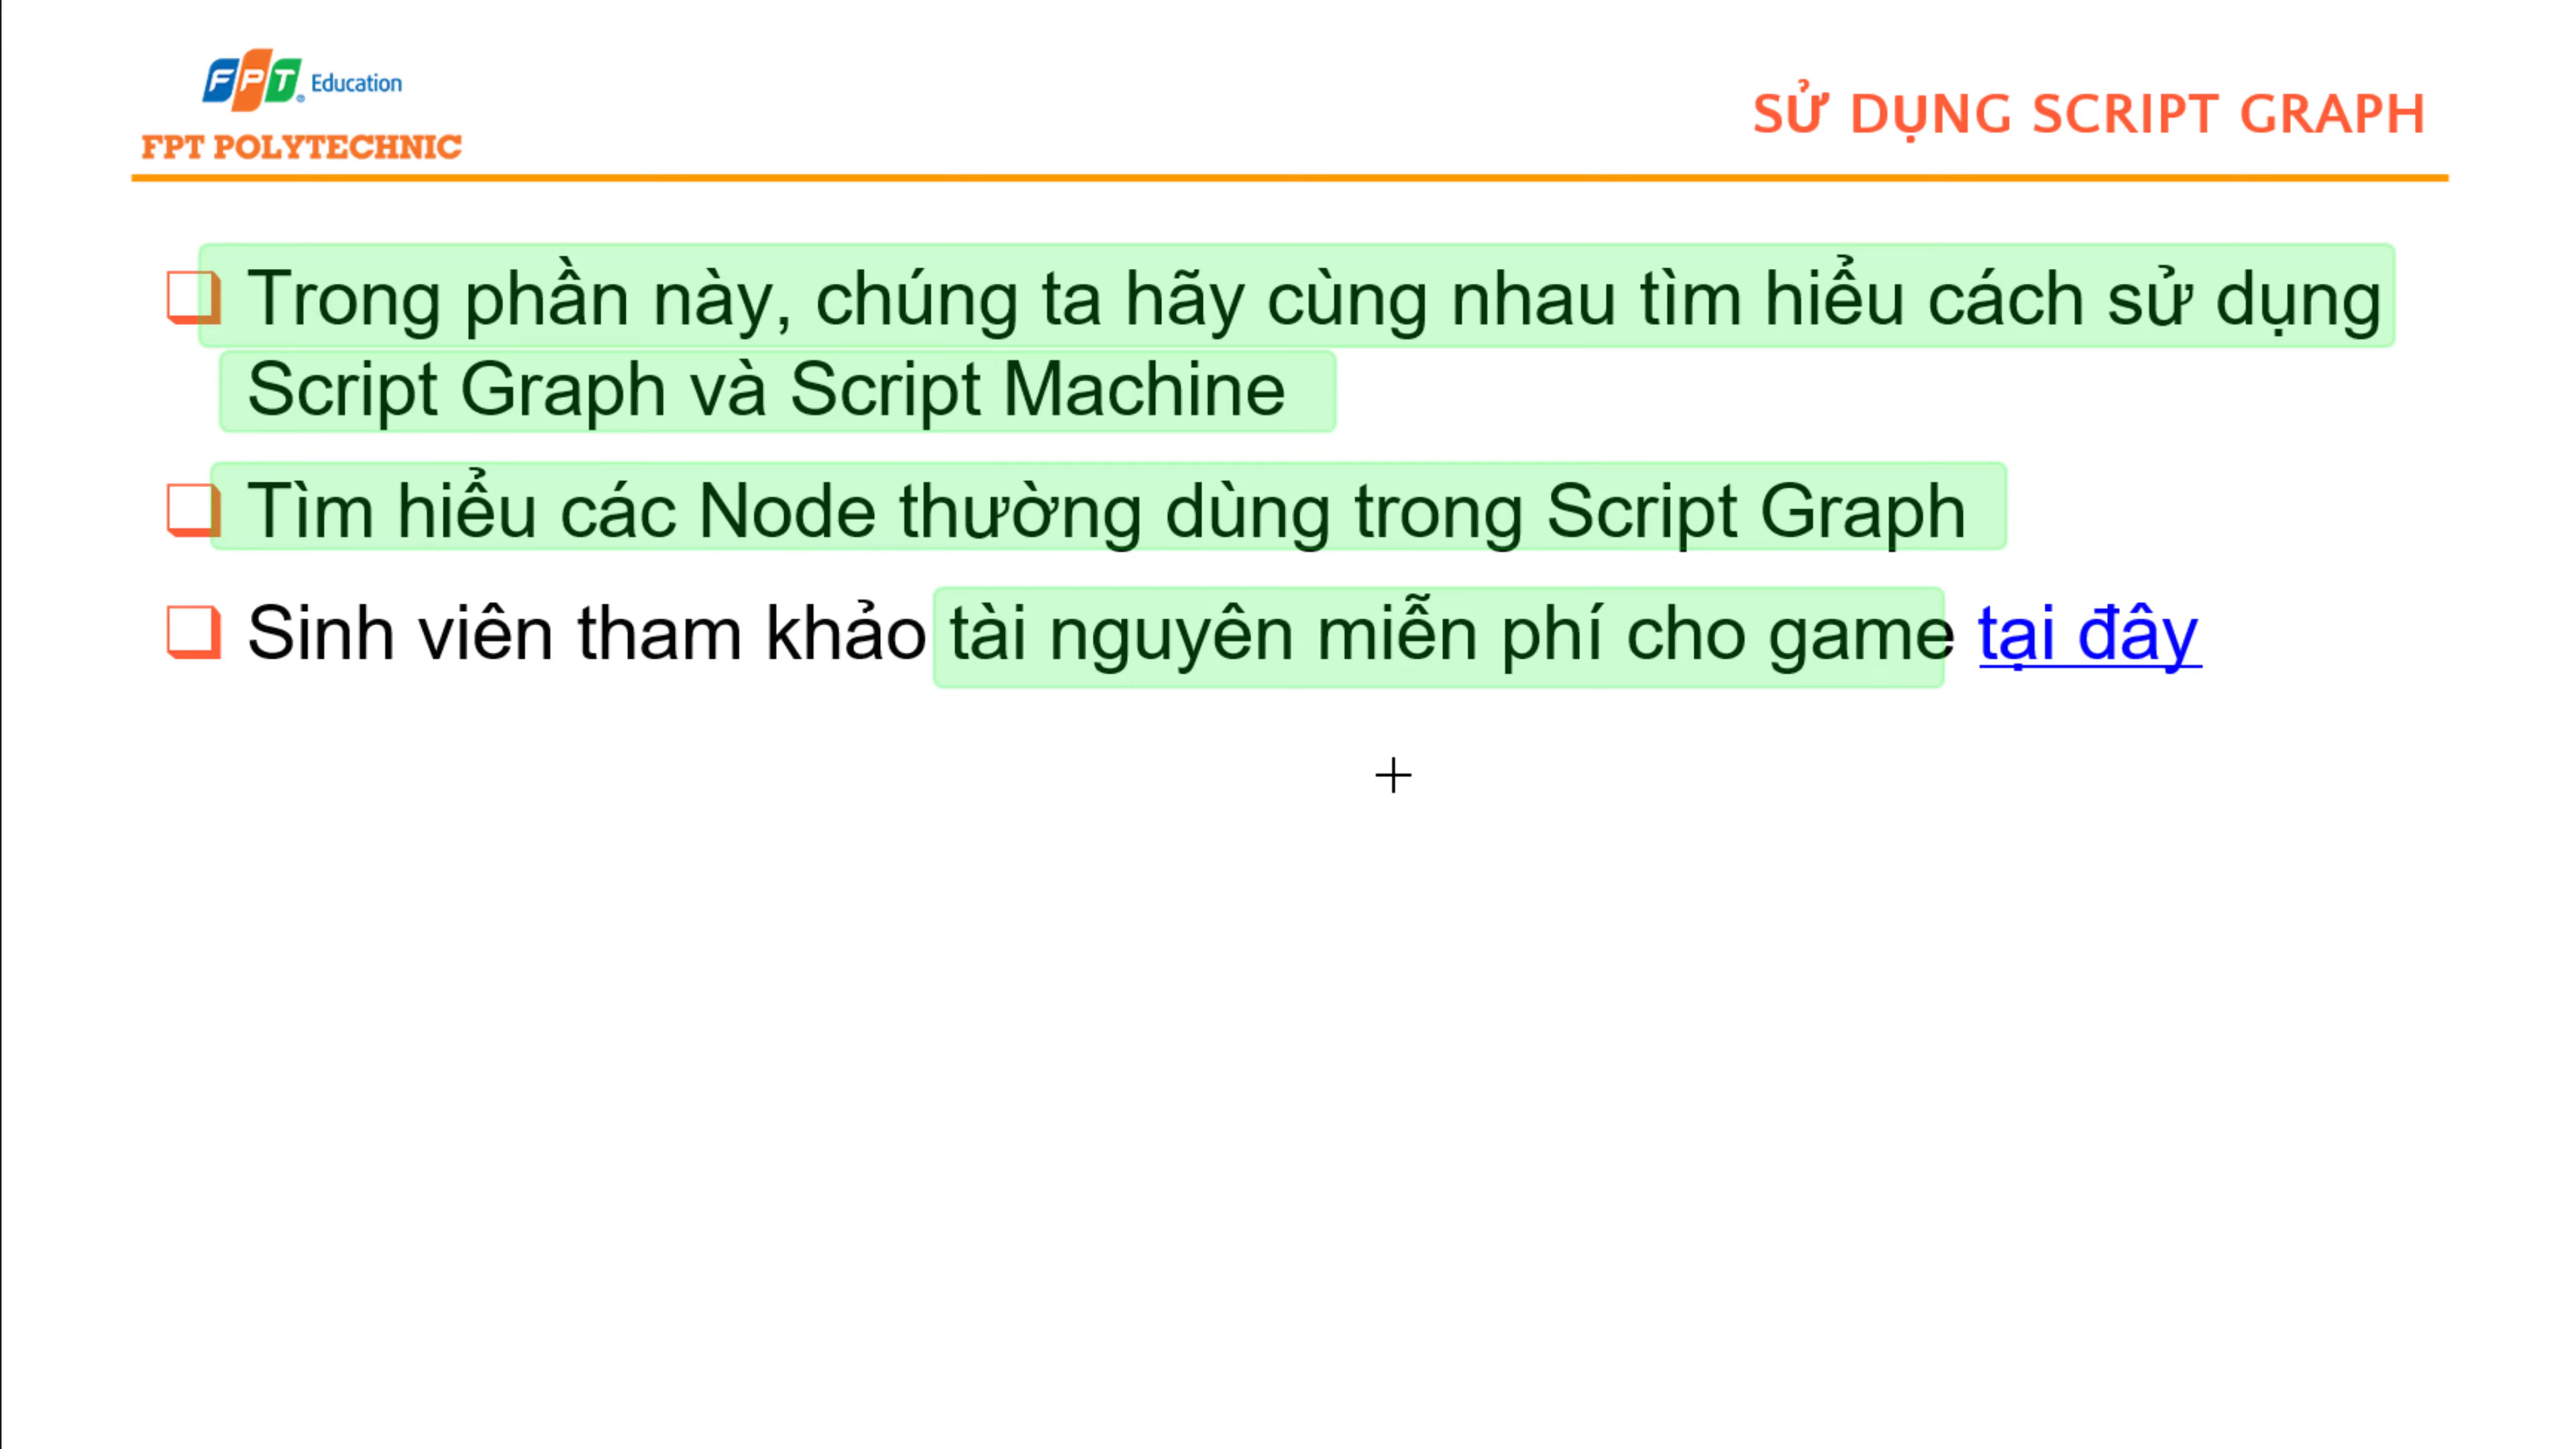 FPT Education
FPT POLYTECHNIC
SỬ DỤNG SCRIPT GRAPH
Trong phần này, chúng ta hãy cùng nhau tìm hiểu cách sử dụng
Script Graph và Script Machine
Tìm hiểu các Node thường dùng trong Script Graph
Sinh viên tham khảo tài nguyên miễn phí cho game tại đây